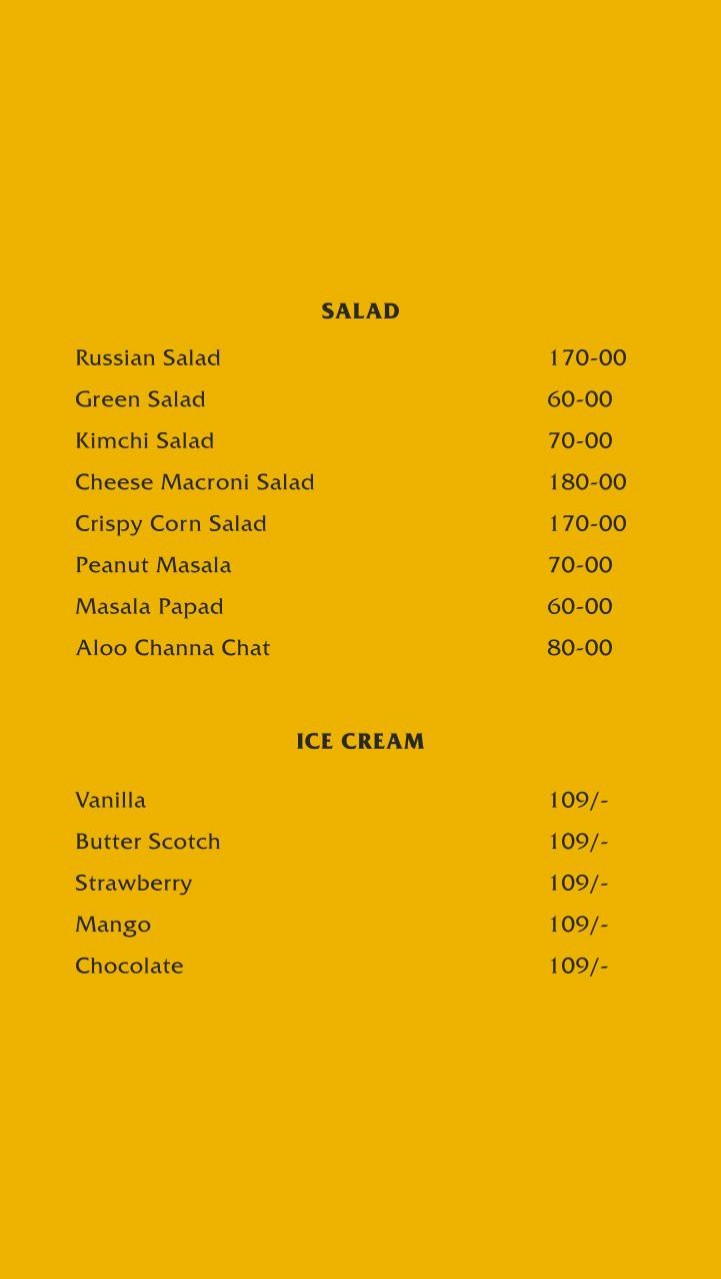 SALAD
Russian Salad 170-00
Green Salad 60-00
Kimchi Salad 70-00
Cheese Macroni Salad 180-00
Crispy Corn Salad 170-00
Peanut Masala 70-00
Masala Papad 60-00
Aloo Channa Chat 80-00
ICE CREAM
Vanilla 109/-
Butter Scotch 109/-
Strawberry 109/-
Mango 109/-
Chocolate 109/-